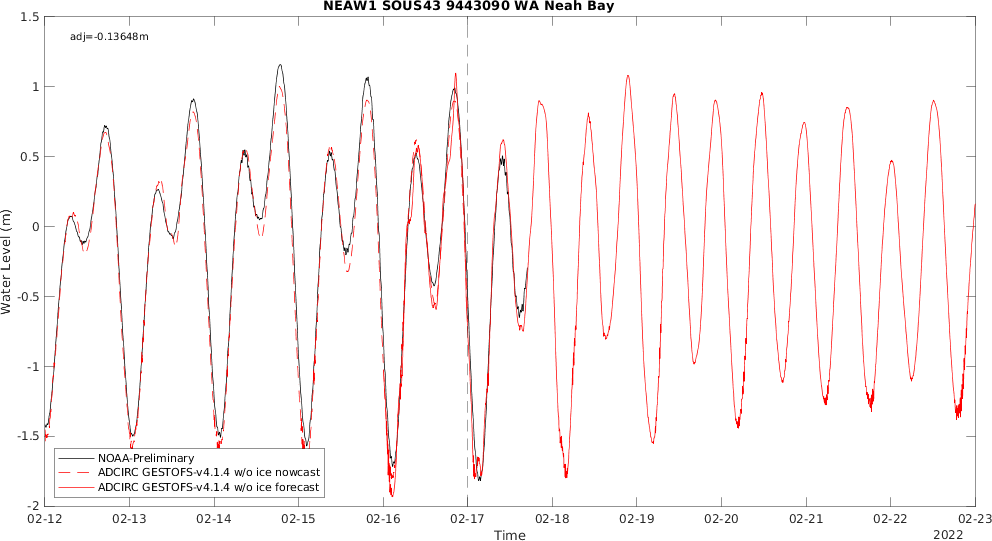 NEAW1 SOUS43 9443090 WA Neah Bay
adj=-0.13648m
1.5
1
0.5
0
-0.5
-1
-1.5
-2
Water Level (m)
NOAA-Preliminary
ADCIRC GESTOFS-v4.1.4 w/o ice nowcast
ADCIRC GESTOFS-v4.1.4 w/o ice forecast
02-12 02-13 02-14 02-15 02-16 02-17 02-18 02-19 02-20 02-21 02-22 02-23
Time
2022